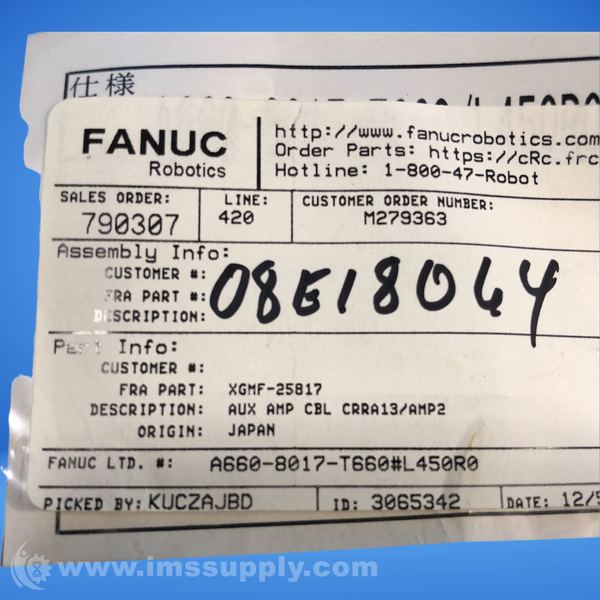 仕様
FANUC
Robotics
http://www.fanucrobotics.com
Order Parts: https://cRc.frc
Hotline: 1-800-47-Robot
SALES ORDER: 790307
LINE: 420
CUSTOMER ORDER NUMBER: M279363
Assembly Info:
CUSTOMER #:
FRA PART #:
DESCRIPTION:
08E18064
Part Info:
CUSTOMER #:
FRA PART: XGMF-25817
DESCRIPTION: AUX AMP CBL CRRA13/AMP2
ORIGIN: JAPAN
FANUC LTD. #: A660-8017-T660#L450R0
PICKED BY: KUCZAJBD
ID: 3065342
DATE: 12/5
www.imssupply.com